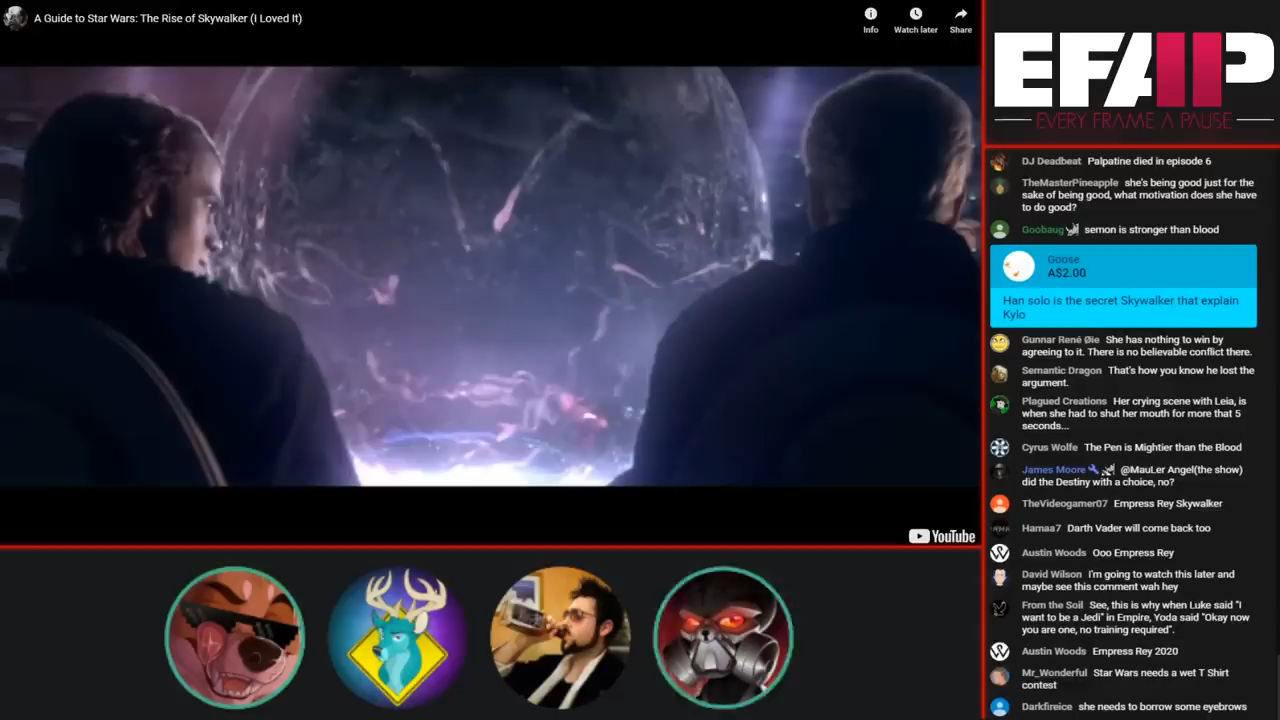 A Guide to Star Wars: The Rise of Skywalker (I Loved It)
Info
Watch later
Share
YouTube
EFAP
EVERY FRAME A PAUSE
DJ Deadbeat Palpatine died in episode 6
TheMasterPineapple she's being good just for the
sake of being good, what motivation does she have
to do good?
Goobaug semon is stronger than blood
Goose
A$2.00
Han solo is the secret Skywalker that explain
Kylo
Gunnar René Øie She has nothing to win by
agreeing to it. There is no believable conflict there.
Semantic Dragon That's how you know he lost the
argument.
Plagued Creations Her crying scene with Leia, is
when she had to shut her mouth for more that 5
seconds...
Cyrus Wolfe The Pen is Mightier than the Blood
James Moore @MauLer Angel(the show)
did the Destiny with a choice, no?
TheVideogamer07 Empress Rey Skywalker
Hamaa7 Darth Vader will come back too
Austin Woods Ooo Empress Rey
David Wilson I'm going to watch this later and
maybe see this comment wah hey
From the Soil See, this is why when Luke said "I
want to be a Jedi" in Empire, Yoda said "Okay now
you are one, no training required".
Austin Woods Empress Rey 2020
Mr_Wonderful Star Wars needs a wet T Shirt
contest
Darkfireice she needs to borrow some eyebrows